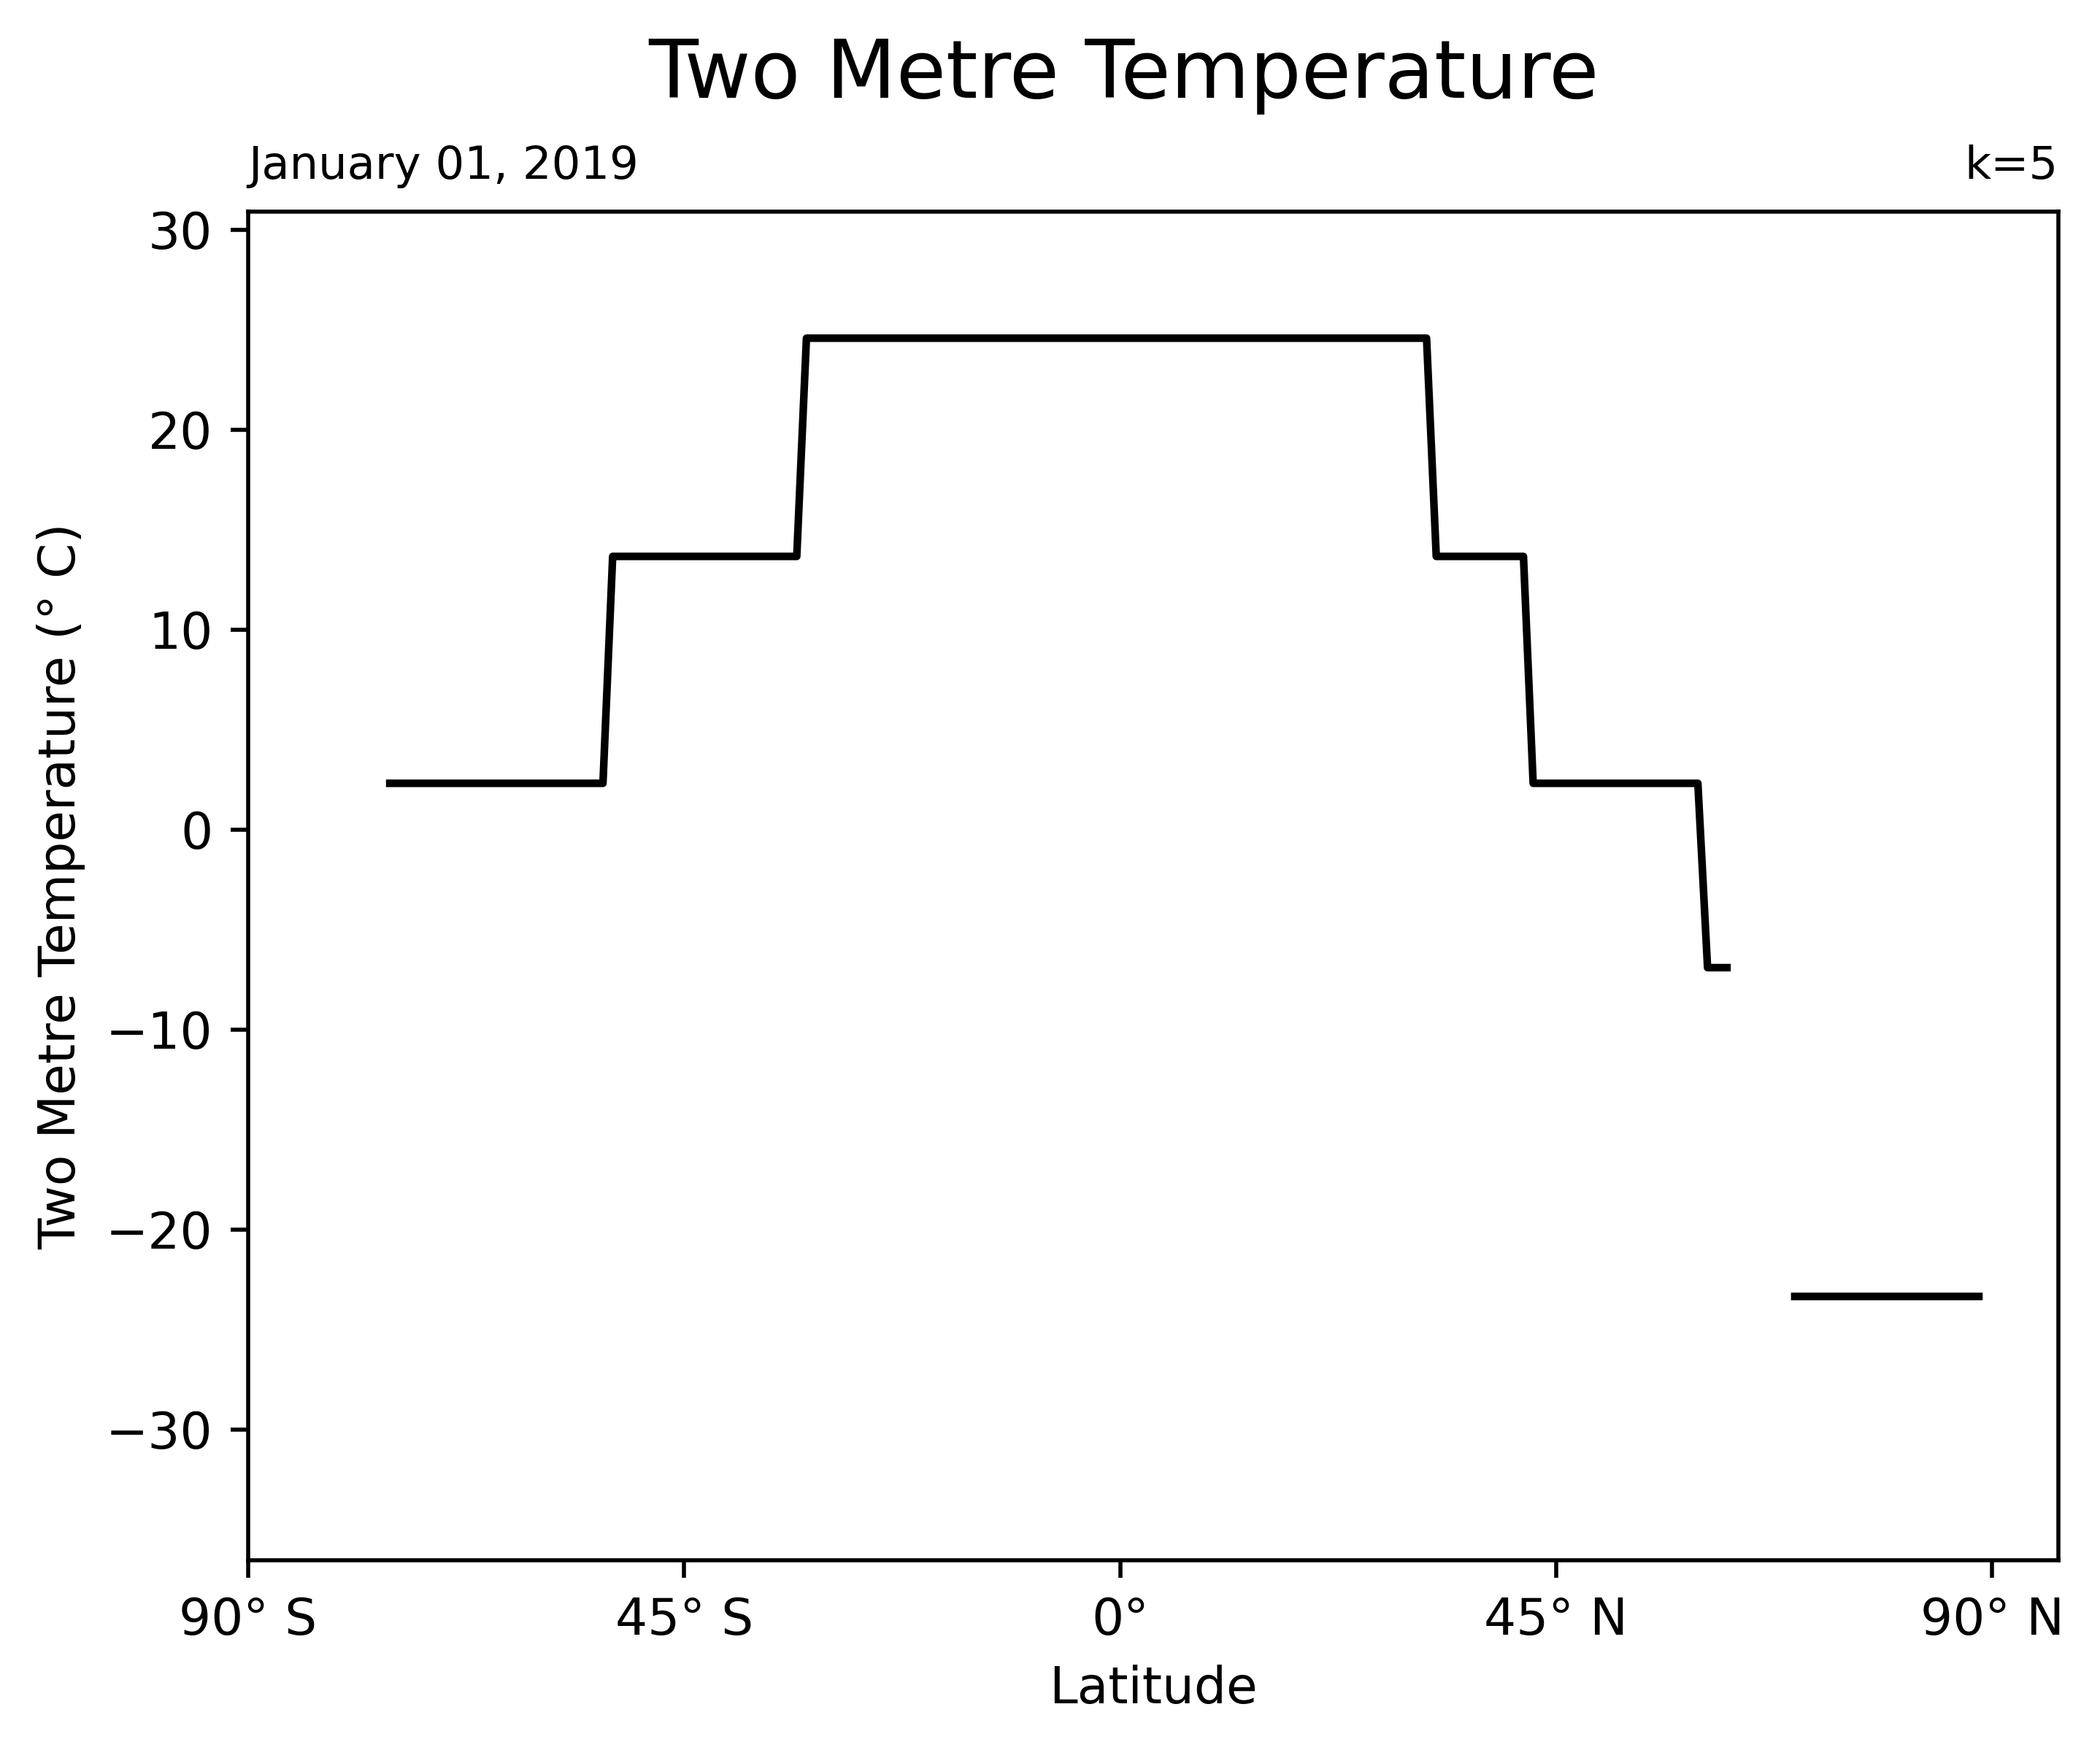 Two Metre Temperature
January 01, 2019
k=5
30
20
10
0
−10
−20
−30
Two Metre Temperature (° C)
90° S
45° S
0°
45° N
90° N
Latitude